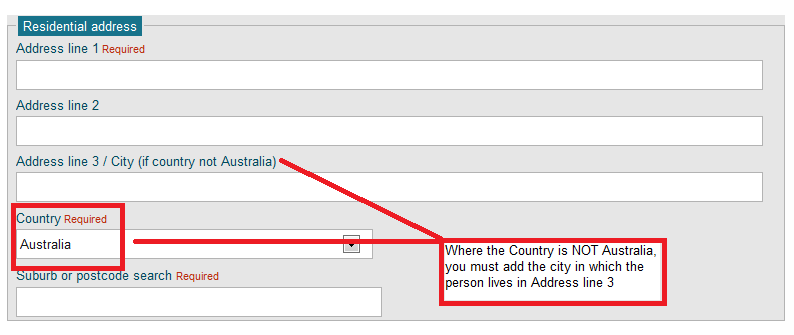 Residential address
Address line 1 Required
Address line 2
Address line 3 / City (if country not Australia)
Country Required
Australia
Suburb or postcode search Required
Where the Country is NOT Australia,
you must add the city in which the
person lives in Address line 3